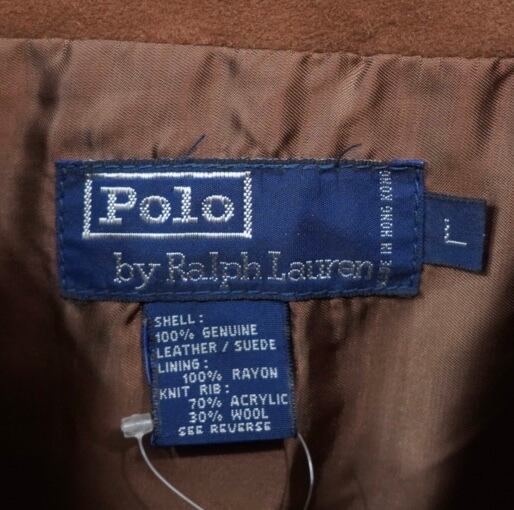 Polo
by Ralph Lauren
MADE IN HONG KONG
L
SHELL:
100% GENUINE
LEATHER / SUEDE
LINING:
100% RAYON
KNIT RIB:
70% ACRYLIC
30% WOOL
SEE REVERSE